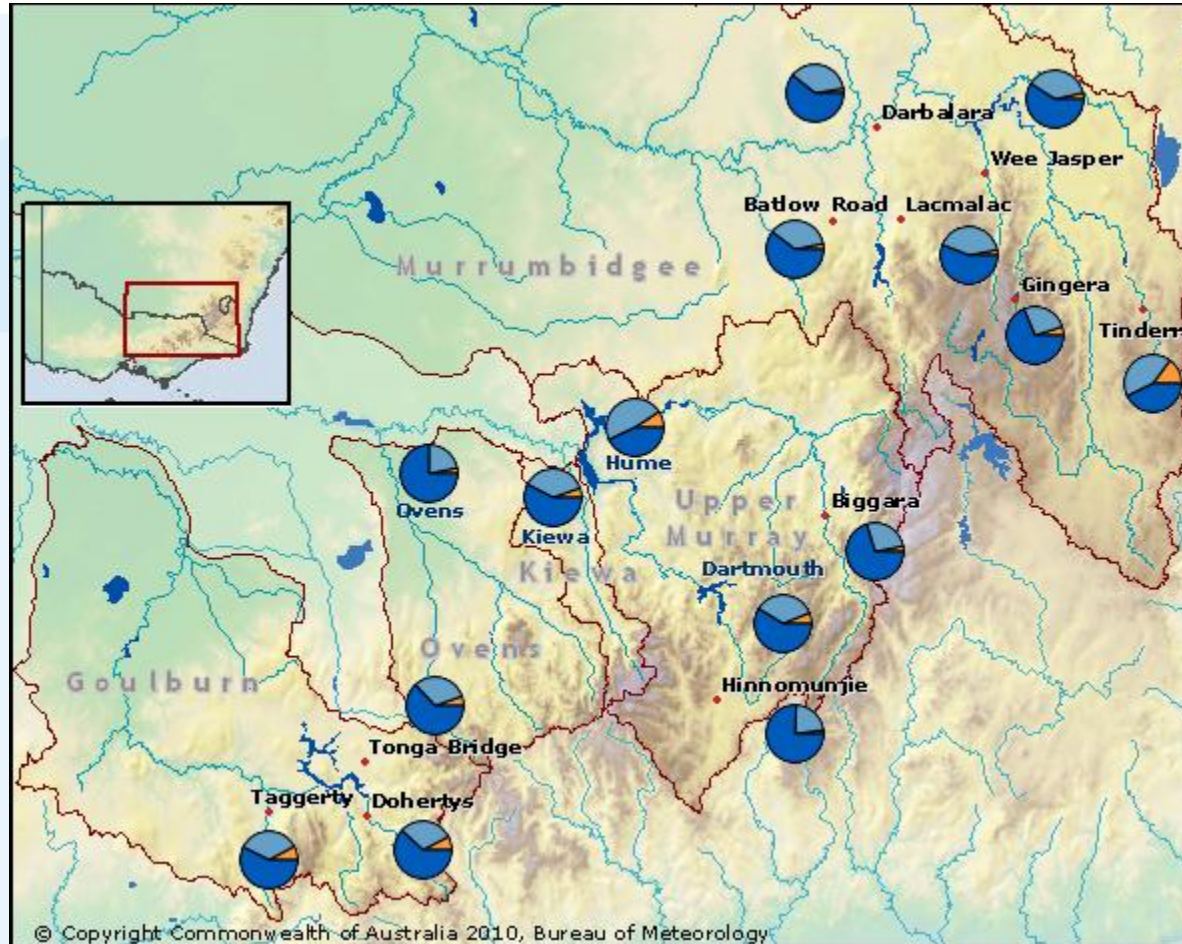 Darbalara
Wee Jasper
Batlow Road
Lacmalac
Murrumbidgee
Gingera
Hume
Ovens
Kiewa
Upper
Murray
Biggara
Kiewa
Dartmouth
Ovens
Goulburn
Hinnomunjie
Tonga Bridge
Taggerty
Dohertys
© Copyright Commonwealth of Australia 2010, Bureau of Meteorology